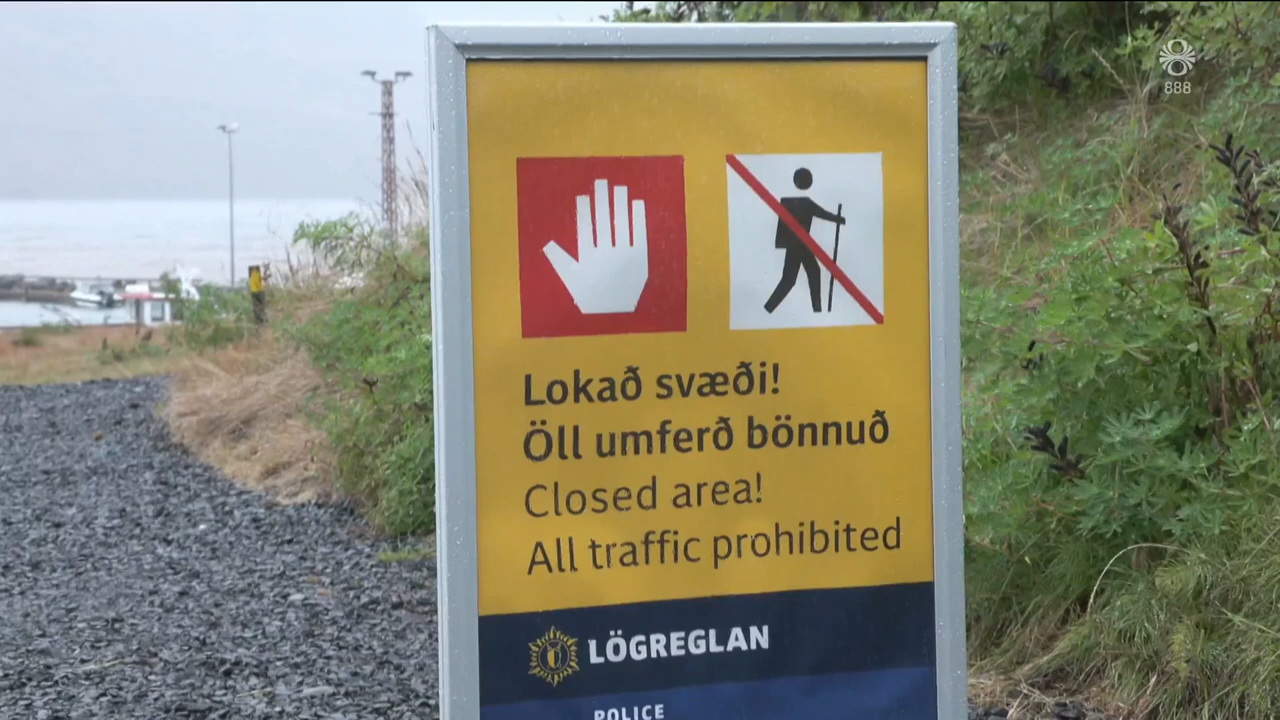 888
Lokað svæði!
Öll umferð bönnuð
Closed area!
All traffic prohibited
LÖGREGLAN
POLICE